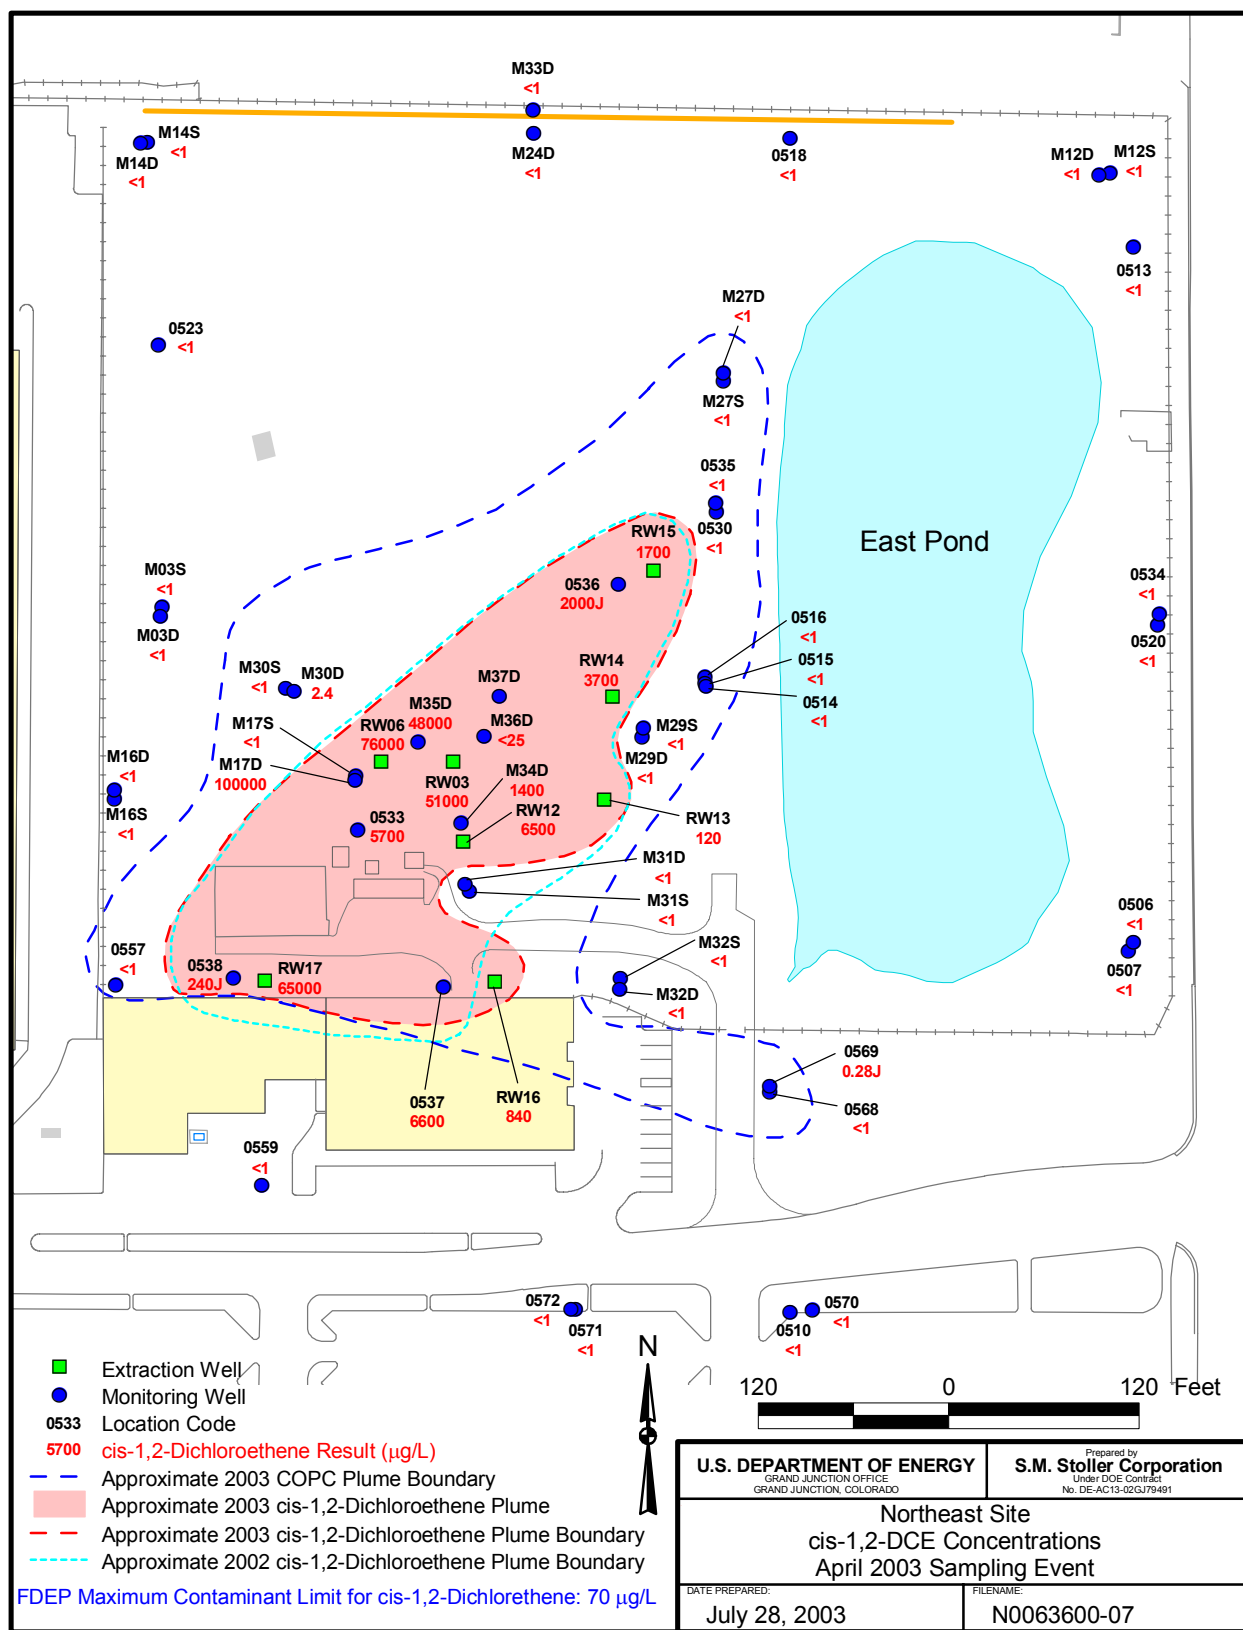 M33D
<1
M14S
<1
M14D
<1
M24D
<1
0518
<1
M12D
<1
M12S
<1
0513
<1
M27D
<1
0523
<1
M27S
<1
0535
<1
0530
<1
East Pond
RW15
1700
0536
2000J
0534
<1
0520
<1
M03S
<1
M03D
<1
0516
<1
0515
<1
0514
<1
M30S
<1
M30D
2.4
RW14
3700
M37D
M35D
48000
M36D
<25
M29S
<1
M29D
<1
M17S
<1
RW06
76000
M17D
100000
M16D
<1
M16S
<1
RW03
51000
M34D
1400
RW12
6500
RW13
120
0533
5700
M31D
<1
M31S
<1
0506
<1
0507
<1
M32S
<1
M32D
<1
0557
<1
0538
240J
RW17
65000
0569
0.28J
0568
<1
0537
6600
RW16
840
0559
<1
0572
<1
0571
<1
0570
<1
0510
<1
N
120 0 120 Feet
Extraction Well
Monitoring Well
0533 Location Code
5700 cis-1,2-Dichloroethene Result (µg/L)
Approximate 2003 COPC Plume Boundary
Approximate 2003 cis-1,2-Dichloroethene Plume
Approximate 2003 cis-1,2-Dichloroethene Plume Boundary
Approximate 2002 cis-1,2-Dichloroethene Plume Boundary
FDEP Maximum Contaminant Limit for cis-1,2-Dichlorethene: 70 µg/L
U.S. DEPARTMENT OF ENERGY
GRAND JUNCTION OFFICE
GRAND JUNCTION, COLORADO
Prepared by
S.M. Stoller Corporation
Under DOE Contract
No. DE-AC13-02GJ79491
Northeast Site
cis-1,2-DCE Concentrations
April 2003 Sampling Event
DATE PREPARED:
July 28, 2003
FILENAME:
N0063600-07